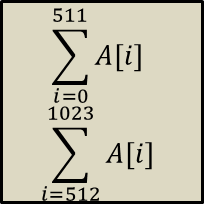 511
∑ A[i]
i=0
1023
∑ A[i]
i=512